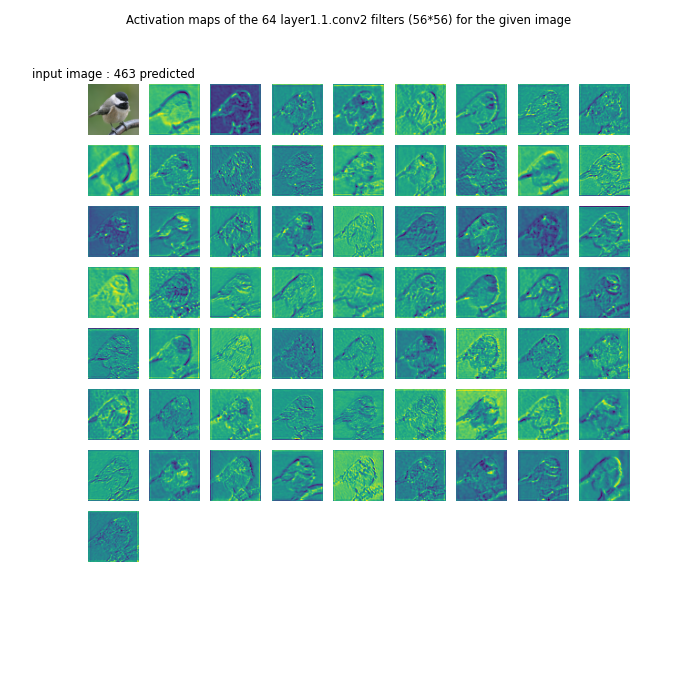 Activation maps of the 64 layer1.1.conv2 filters (56*56) for the given image
input image : 463 predicted